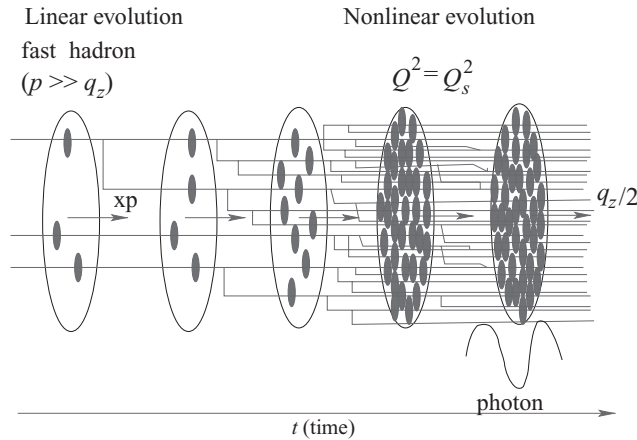 Linear evolution
Nonlinear evolution
fast hadron
(p >> q_z)
Q^2 = Q_s^2
xp
q_z/2
photon
t (time)